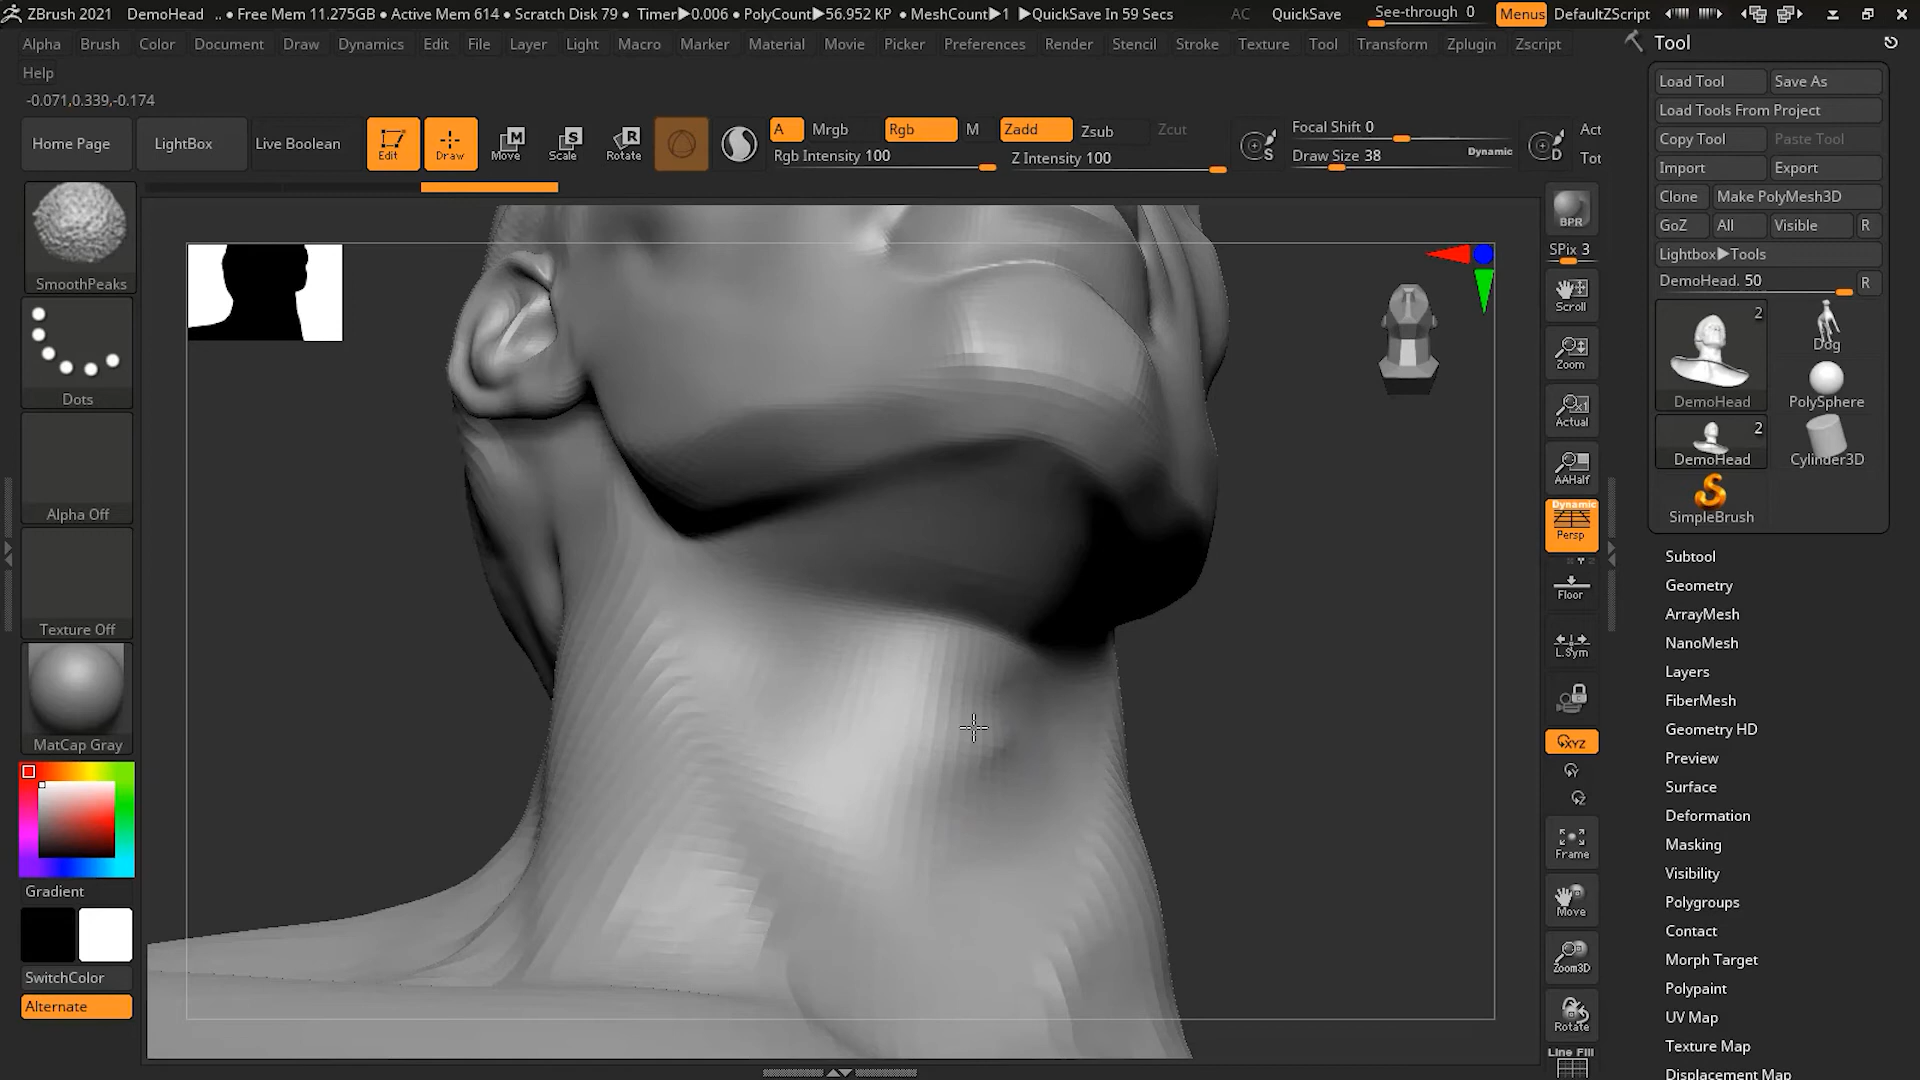 ZBrush 2021 DemoHead .. • Free Mem 11.275GB • Active Mem 614 • Scratch Disk 79 • Timer▶0.006 • PolyCount▶56.952 KP • MeshCount▶1 ▶QuickSave In 59 Secs AC QuickSave See-through 0 Menus DefaultZScript
Alpha Brush Color Document Draw Dynamics Edit File Layer Light Macro Marker Material Movie Picker Preferences Render Stencil Stroke Texture Tool Transform Zplugin Zscript
Help
-0.071,0.339,-0.174
Home Page LightBox Live Boolean Edit Draw Move Scale Rotate
M S R
A Mrgb Rgb M Zadd Zsub Zcut
Rgb Intensity 100 Z Intensity 100
S Focal Shift 0
Draw Size 38 Dynamic D
Act
Tot
SmoothPeaks
Dots
Alpha Off
Texture Off
MatCap Gray
Gradient
SwitchColor
Alternate
BPR
SPix 3
Scroll
Zoom
Actual
AAHalf
Dynamic
Persp
Floor
L.Sym
XYZ
Y
Z
Frame
Move
Zoom3D
Rotate
Line Fill
Tool
Load Tool Save As
Load Tools From Project
Copy Tool Paste Tool
Import Export
Clone Make PolyMesh3D
GoZ All Visible R
Lightbox▶Tools
DemoHead. 50 R
2
DemoHead
Dog
PolySphere
2
DemoHead
Cylinder3D
SimpleBrush
Subtool
Geometry
ArrayMesh
NanoMesh
Layers
FiberMesh
Geometry HD
Preview
Surface
Deformation
Masking
Visibility
Polygroups
Contact
Morph Target
Polypaint
UV Map
Texture Map
Displacement Map